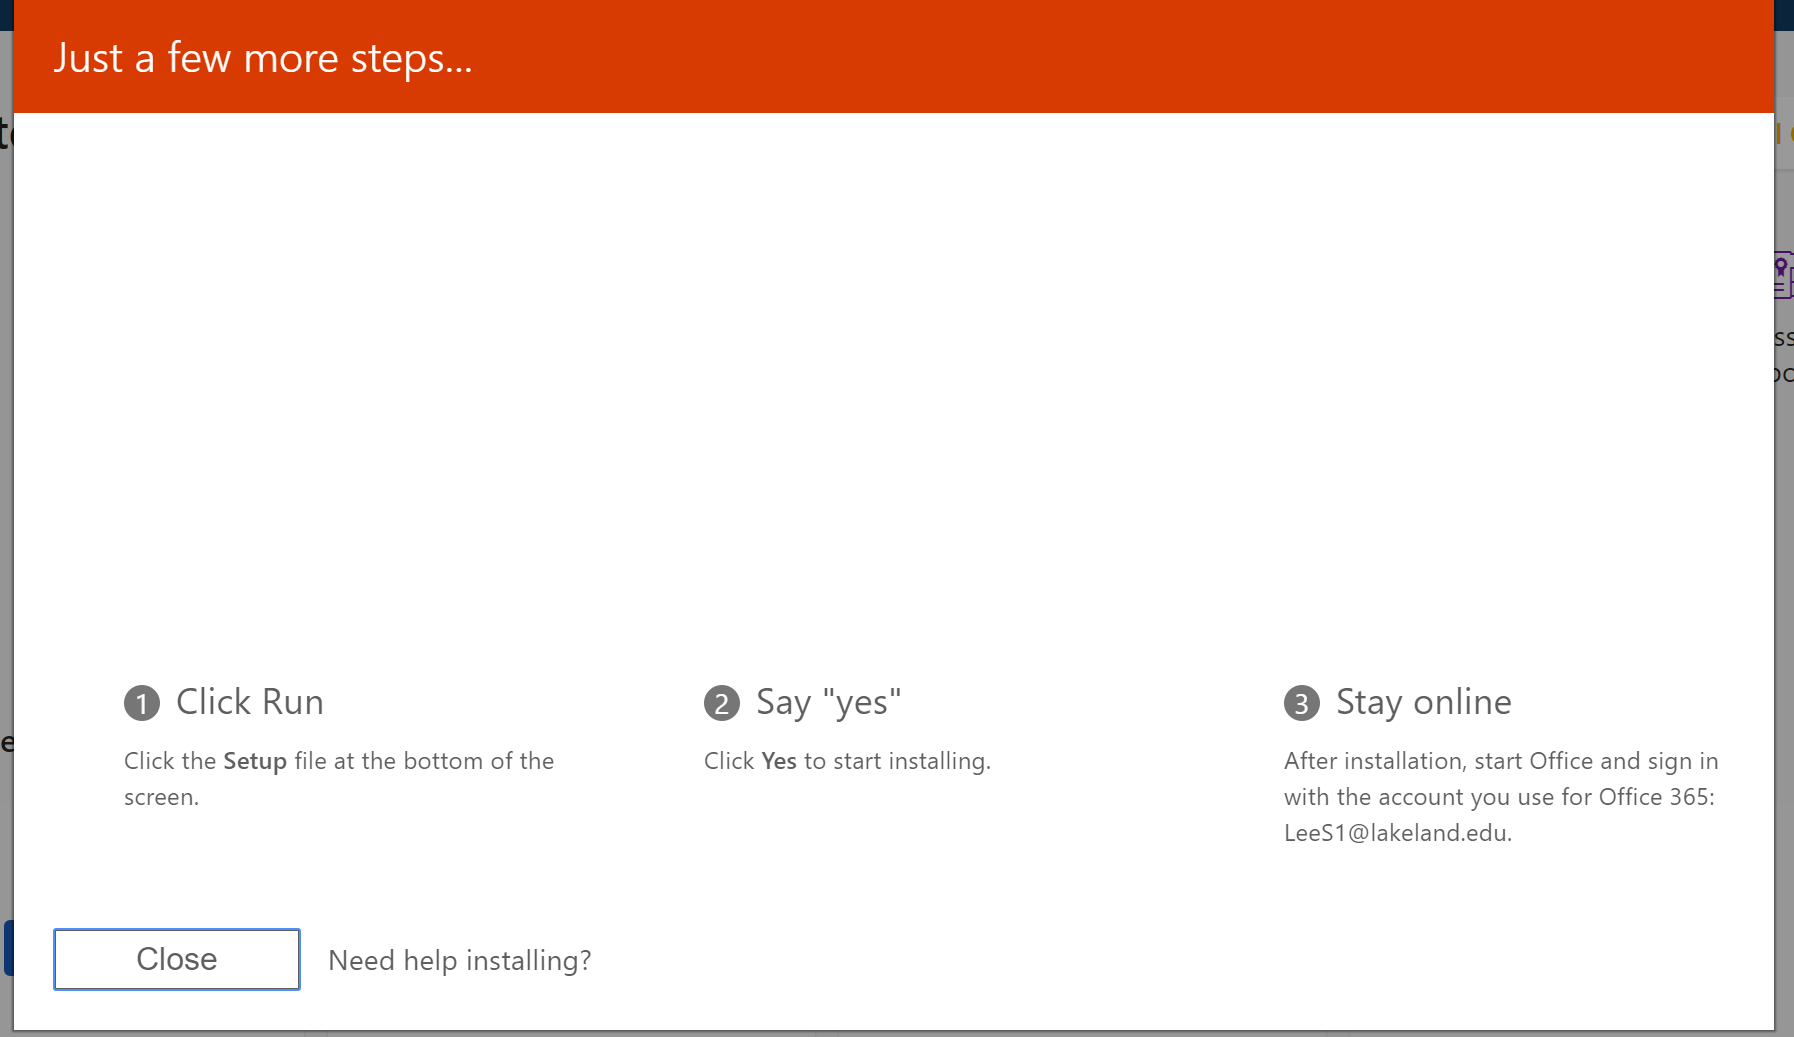 Just a few more steps...
1 Click Run
Click the Setup file at the bottom of the
screen.
2 Say "yes"
Click Yes to start installing.
3 Stay online
After installation, start Office and sign in
with the account you use for Office 365:
LeeS1@lakeland.edu.
Close
Need help installing?